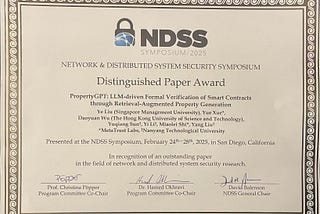 NDSS
SYMPOSIUM/2025
NETWORK & DISTRIBUTED SYSTEM SECURITY SYMPOSIUM
Distinguished Paper Award
PropertyGPT: LLM-driven Formal Verification of Smart Contracts
through Retrieval-Augmented Property Generation
Ye Liu (Singapore Management University), Yue Xue*,
Daoyuan Wu (The Hong Kong University of Science and Technology),
Yuqiang Sun^, Yi Li^, Miaolei Shi*, Yang Liu^
*MetaTrust Labs, ^Nanyang Technological University
Presented at the NDSS Symposium, February 24th-28th, 2025, in San Diego, California
In recognition of an outstanding paper
in the field of network and distributed system security research.
Prof. Christina Pöpper
Program Committee Co-Chair
Dr. Hamed Okhravi
Program Committee Co-Chair
David Balenson
NDSS General Chair